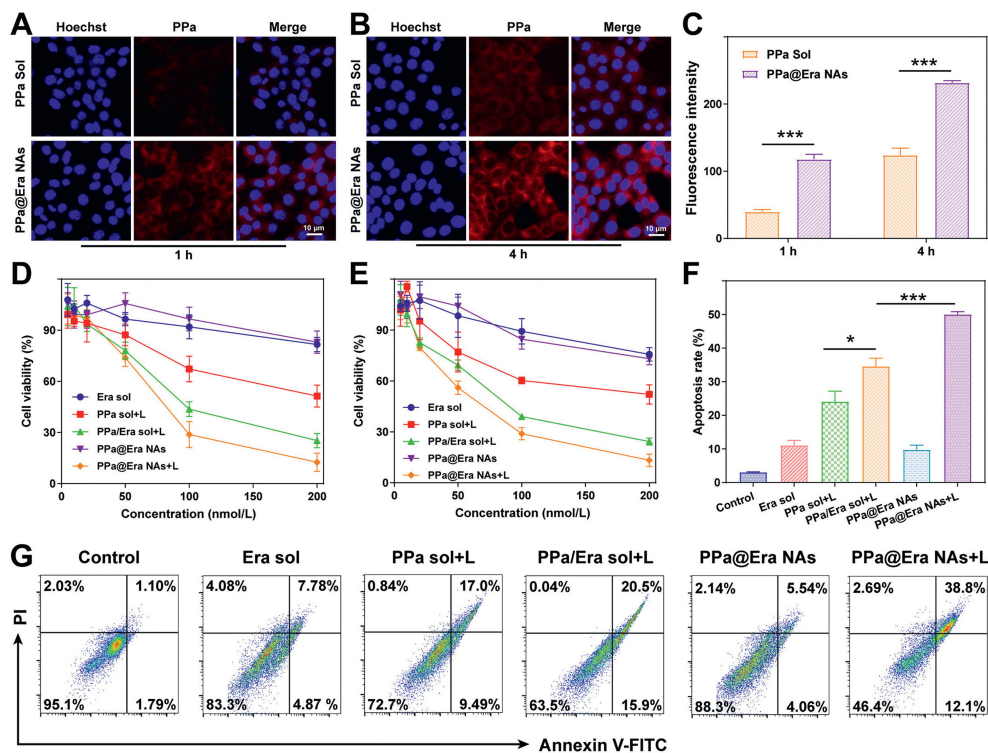 A
Hoechst
PPa
Merge
PPa Sol
PPa@Era NAs
10 μm
1 h
B
Hoechst
PPa
Merge
PPa Sol
PPa@Era NAs
10 μm
4 h
C
PPa Sol
PPa@Era NAs
***
***
Fluorescence intensity
200
100
0
1 h
4 h
D
Cell viability (%)
90
60
30
0
Era sol
PPa sol+L
PPa/Era sol+L
PPa@Era NAs
PPa@Era NAs+L
0
50
100
150
200
Concentration (nmol/L)
E
Cell viability (%)
90
60
30
0
Era sol
PPa sol+L
PPa/Era sol+L
PPa@Era NAs
PPa@Era NAs+L
0
50
100
150
200
Concentration (nmol/L)
F
***
*
Apoptosis rate (%)
50
40
30
20
10
0
Control
Era sol
PPa sol+L
PPa/Era sol+L
PPa@Era NAs
PPa@Era NAs+L
G
Control
2.03%
1.10%
95.1%
1.79%
Era sol
4.08%
7.78%
83.3%
4.87 %
PPa sol+L
0.84%
17.0%
72.7%
9.49%
PPa/Era sol+L
0.04%
20.5%
63.5%
15.9%
PPa@Era NAs
2.14%
5.54%
88.3%
4.06%
PPa@Era NAs+L
2.69%
38.8%
46.4%
12.1%
PI
Annexin V-FITC